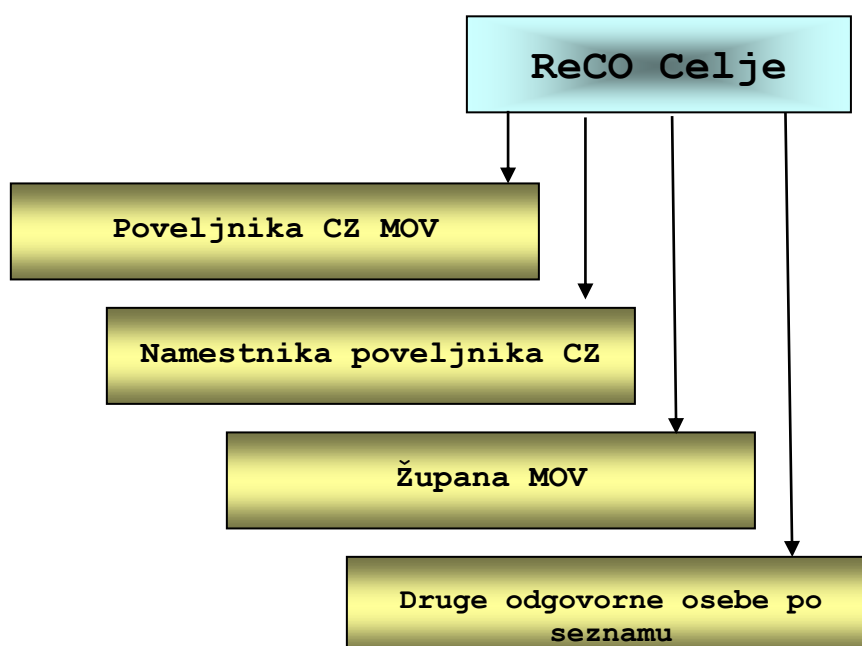 ReCO Celje
Poveljnika CZ MOV
Namestnika poveljnika CZ
Župana MOV
Druge odgovorne osebe po
seznamu